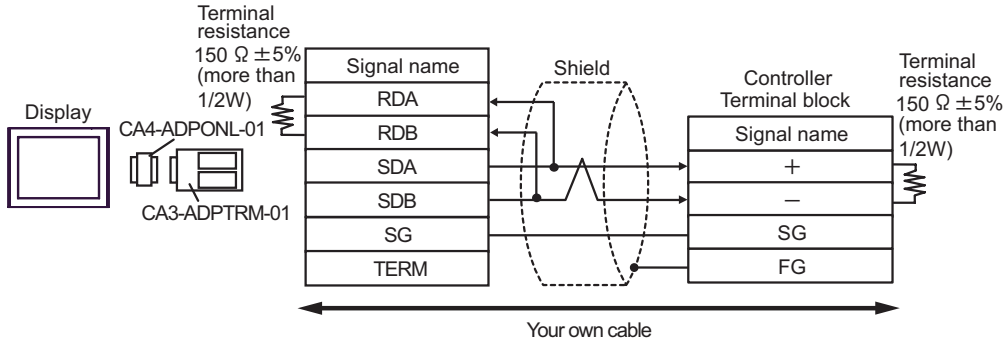 Terminal
resistance
150 Ω ±5%
(more than
1/2W)
Display
CA4-ADPONL-01
CA3-ADPTRM-01
Signal name
RDA
RDB
SDA
SDB
SG
TERM
Shield
Controller
Terminal block
Signal name
+
−
SG
FG
Terminal
resistance
150 Ω ±5%
(more than
1/2W)
Your own cable